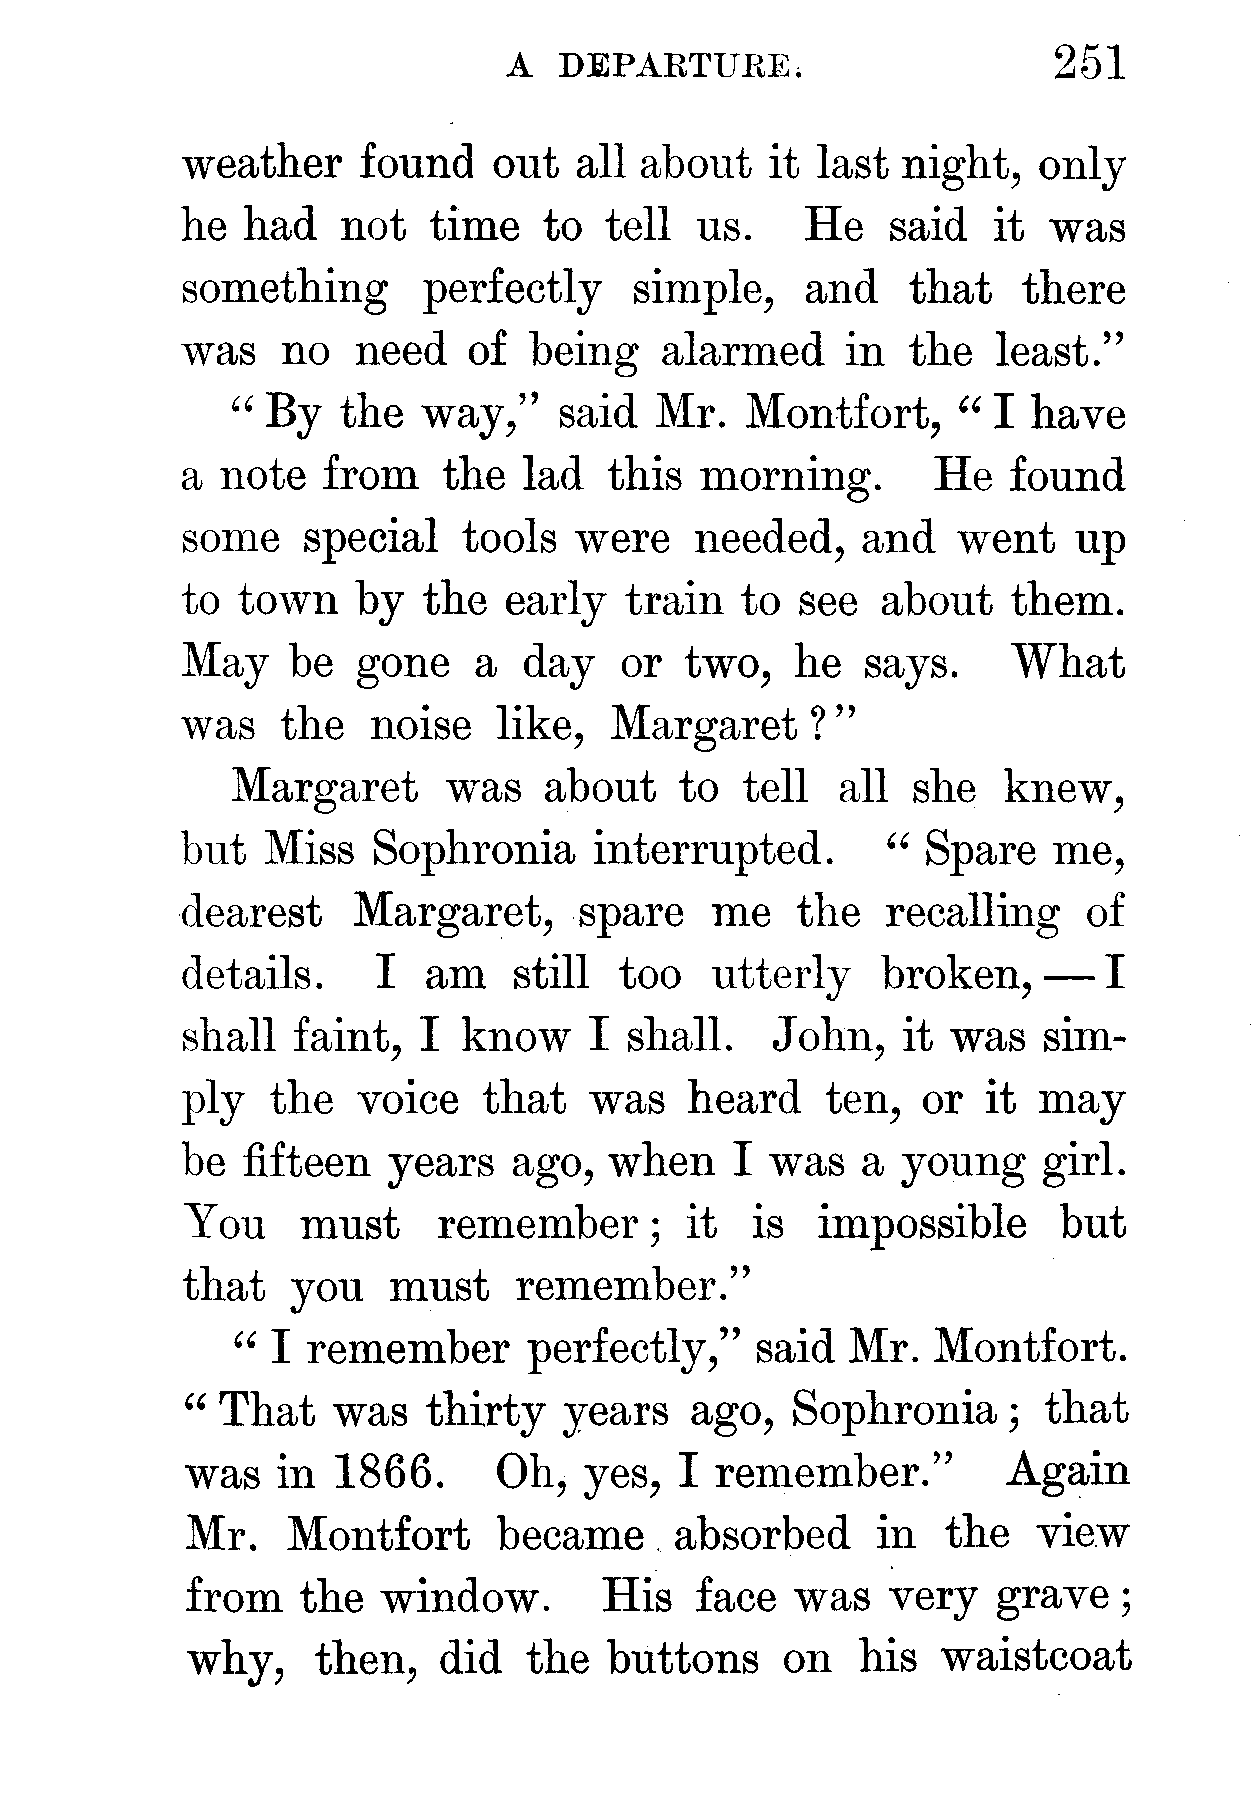 A DEPARTURE. 251
weather found out all about it last night, only
he had not time to tell us. He said it was
something perfectly simple, and that there
was no need of being alarmed in the least.”
“ By the way,” said Mr. Montfort, “ I have
a note from the lad this morning. He found
some special tools were needed, and went up
to town by the early train to see about them.
May be gone a day or two, he says. What
was the noise like, Margaret ? ”
Margaret was about to tell all she knew,
but Miss Sophronia interrupted. “ Spare me,
dearest Margaret, spare me the recalling of
details. I am still too utterly broken, — I
shall faint, I know I shall. John, it was sim-
ply the voice that was heard ten, or it may
be fifteen years ago, when I was a young girl.
You must remember ; it is impossible but
that you must remember.”
“ I remember perfectly,” said Mr. Montfort.
“ That was thirty years ago, Sophronia ; that
was in 1866. Oh, yes, I remember.” Again
Mr. Montfort became absorbed in the view
from the window. His face was very grave ;
why, then, did the buttons on his waistcoat